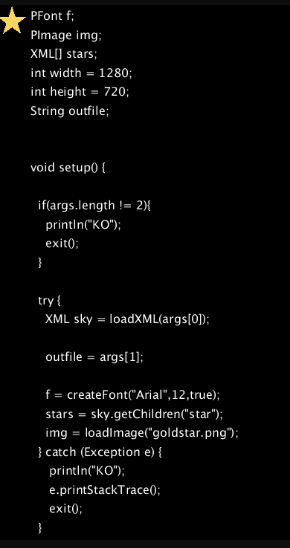 PFont f;
PImage img;
XML[] stars;
int width = 1280;
int height = 720;
String outfile;
void setup() {
if(args.length != 2){
println("KO");
exit();
}
try {
XML sky = loadXML(args[0]);
outfile = args[1];
f = createFont("Arial",12,true);
stars = sky.getChildren("star");
img = loadImage("goldstar.png");
} catch (Exception e) {
println("KO");
e.printStackTrace();
exit();
}